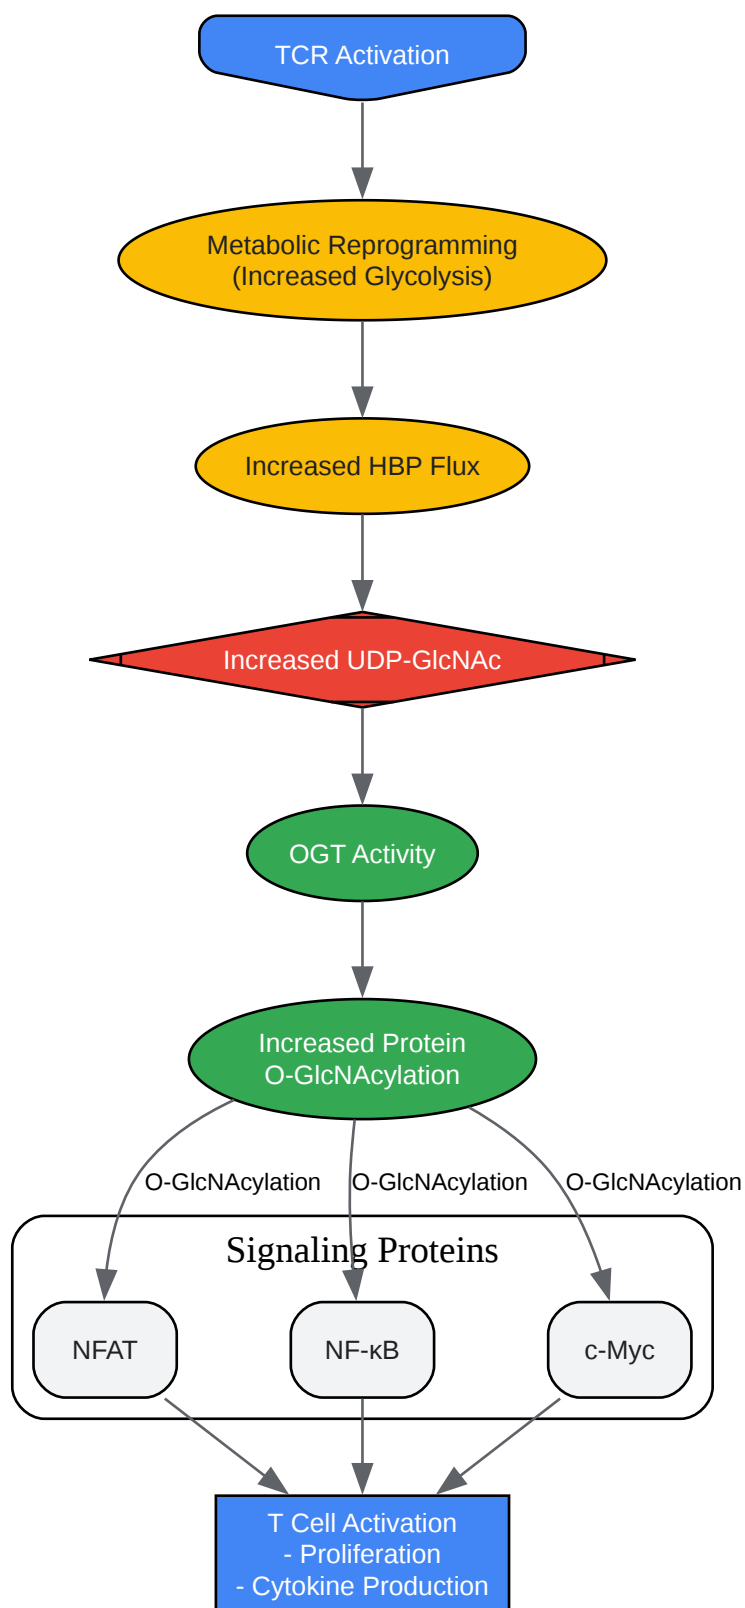 TCR Activation
Metabolic Reprogramming
(Increased Glycolysis)
Increased HBP Flux
Increased UDP-GlcNAc
OGT Activity
Increased Protein
O-GlcNAcylation
O-GlcNAcylation
O-GlcNAcylation
O-GlcNAcylation
Signaling Proteins
NFAT
NF-κB
c-Myc
T Cell Activation
- Proliferation
- Cytokine Production